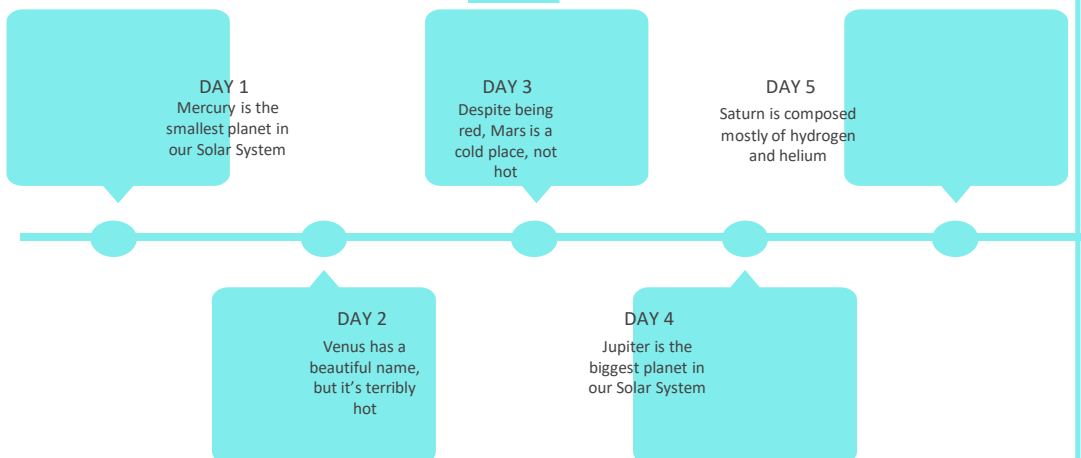 DAY 1
Mercury is the
smallest planet in
our Solar System
DAY 2
Venus has a
beautiful name,
but it’s terribly
hot
DAY 3
Despite being
red, Mars is a
cold place, not
hot
DAY 4
Jupiter is the
biggest planet in
our Solar System
DAY 5
Saturn is composed
mostly of hydrogen
and helium